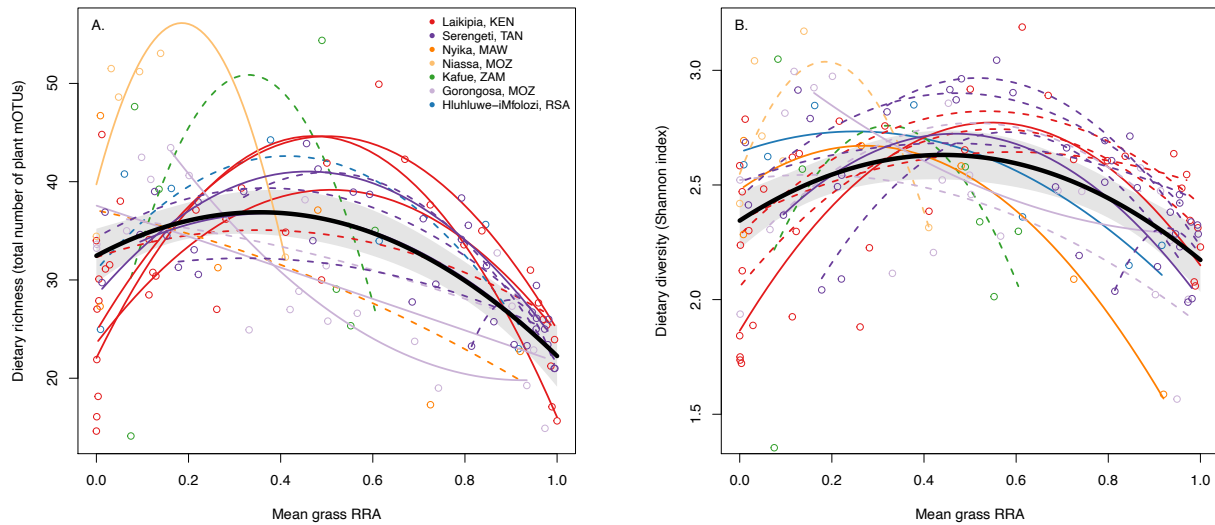 A.
Laikipia, KEN
Serengeti, TAN
Nyika, MAW
Niassa, MOZ
Kafue, ZAM
Gorongosa, MOZ
Hluhluwe−iMfolozi, RSA
Dietary richness (total number of plant mOTUs)
50
40
30
20
0.0 0.2 0.4 0.6 0.8 1.0
Mean grass RRA
B.
Dietary diversity (Shannon index)
3.0
2.5
2.0
1.5
0.0 0.2 0.4 0.6 0.8 1.0
Mean grass RRA